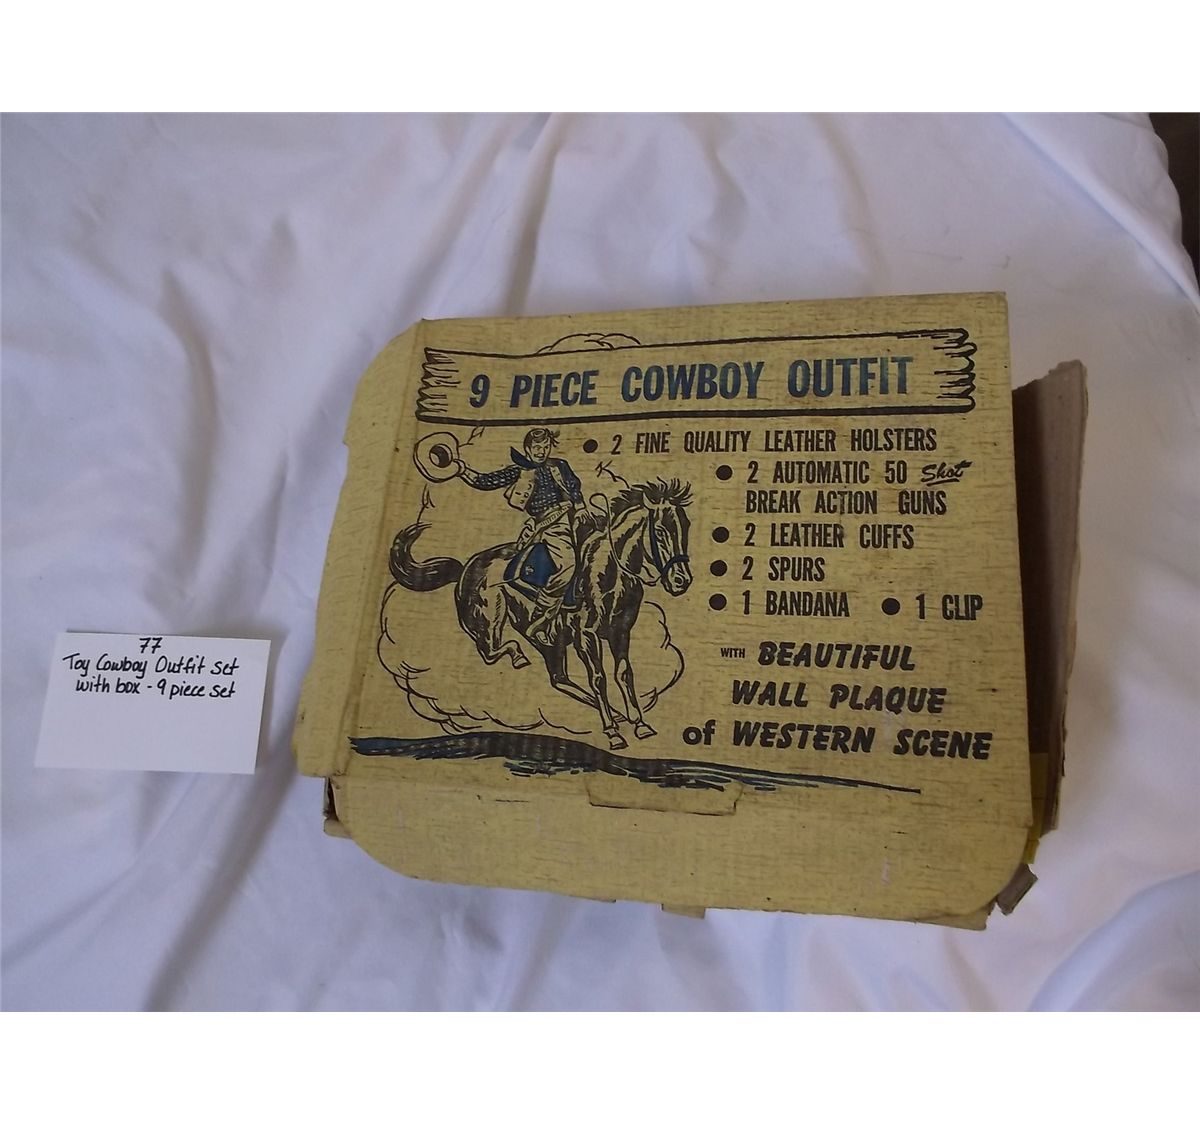 9 PIECE COWBOY OUTFIT
● 2 FINE QUALITY LEATHER HOLSTERS
● 2 AUTOMATIC 50 Shot
BREAK ACTION GUNS
● 2 LEATHER CUFFS
● 2 SPURS
● 1 BANDANA ● 1 CLIP
WITH BEAUTIFUL
WALL PLAQUE
of WESTERN SCENE
77
Toy Cowboy Outfit set
with box - 9 piece set